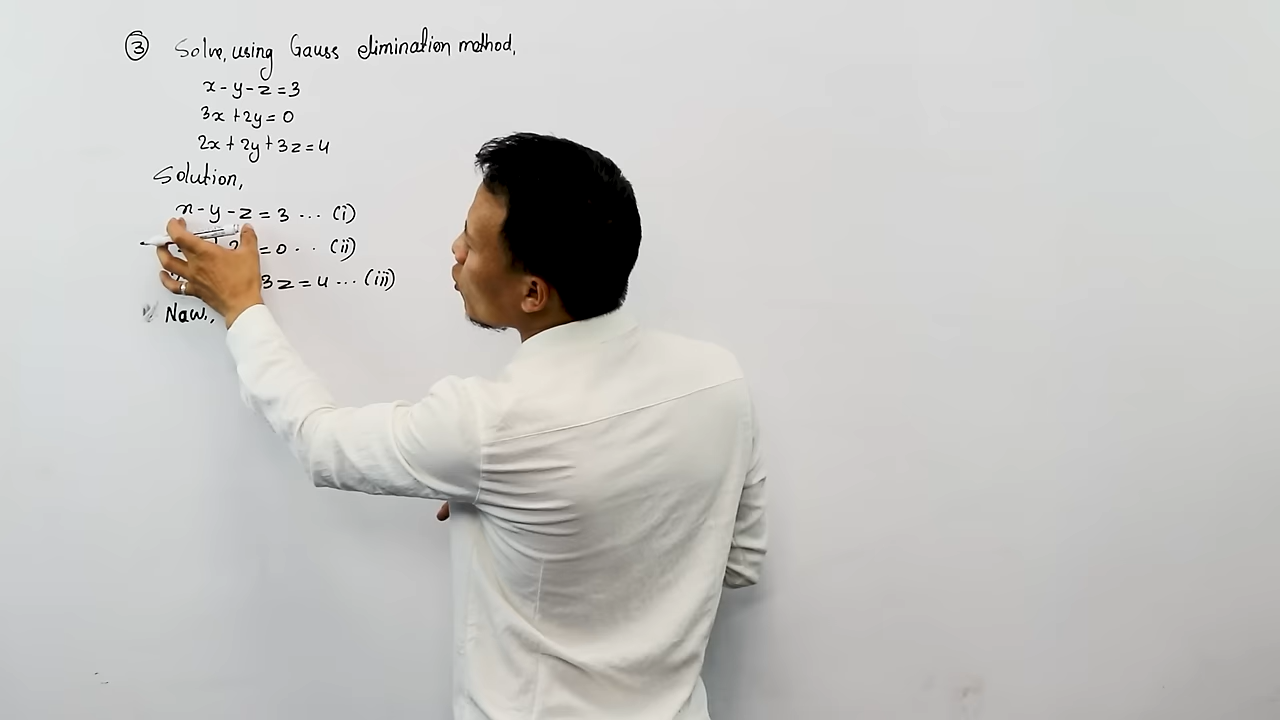 ③ Solve, using Gauss elimination method,
x - y - z = 3
3x + 2y = 0
2x + 2y + 3z = 4
Solution,
x - y - z = 3 ... (i)
2 = 0 .. (ii)
3z = 4 ... (iii)
Now,